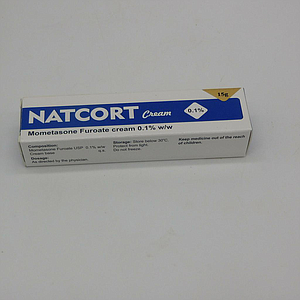 15g
NATCORT Cream 0.1%
Mometasone Furoate cream 0.1% w/w
Composition:
Mometasone Furoate USP 0.1% w/w
Cream base q.s.
Dosage:
As directed by the physician.
Storage: Store below 30°C.
Protect from light.
Do not freeze.
Keep medicine out of the reach
of children.